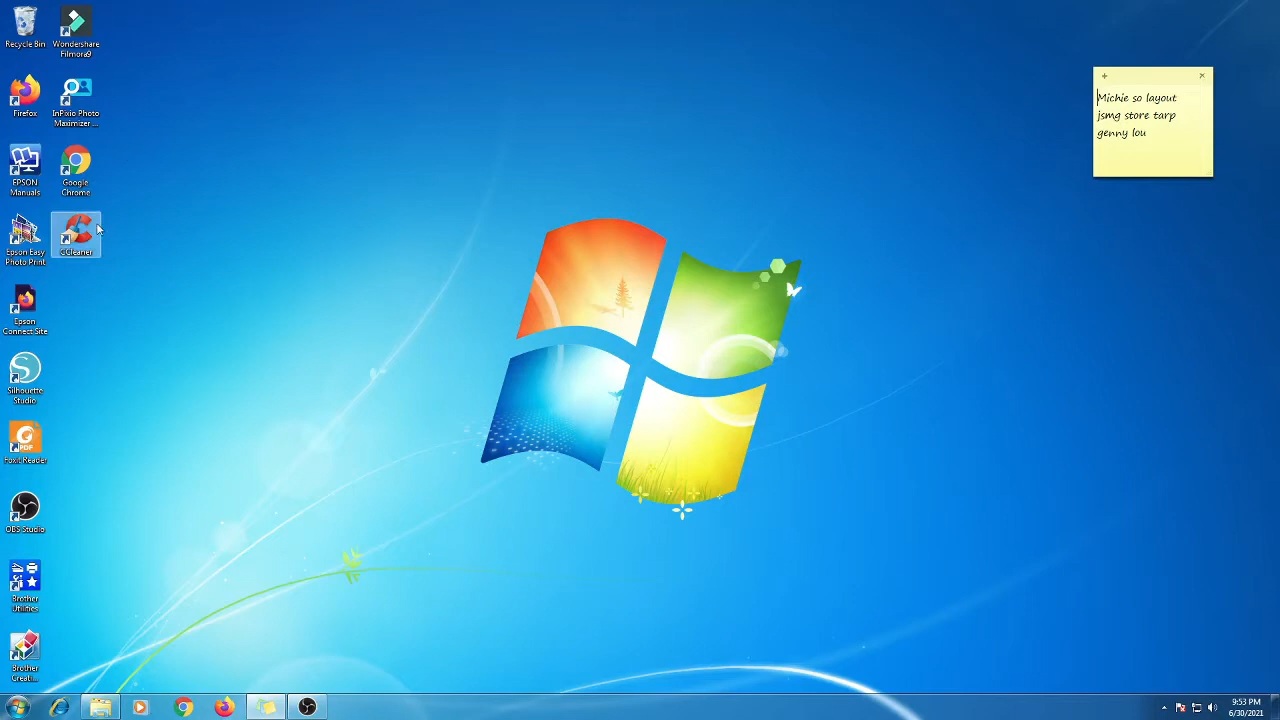 Recycle Bin
Wondershare
Filmora9
Firefox
InPixio Photo
Maximizer ...
EPSON
Manuals
Google
Chrome
Epson Easy
Photo Print
CCleaner
Epson
Connect Site
Silhouette
Studio
PDF
Foxit Reader
OBS Studio
Brother
Utilities
Brother
Creati...
Michie so layout
jsmg store tarp
genny lou
9:53 PM
6/30/2021